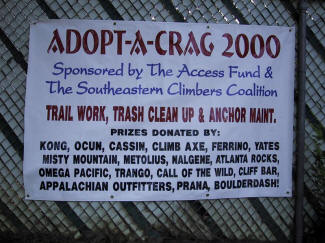 ADOPT-A-CRAG 2000
Sponsored by The Access Fund &
The Southeastern Climbers Coalition
TRAIL WORK, TRASH CLEAN UP & ANCHOR MAINT.
PRIZES DONATED BY:
KONG, OCUN, CASSIN, CLIMB AXE, FERRINO, YATES
MISTY MOUNTAIN, METOLIUS, NALGENE, ATLANTA ROCKS,
OMEGA PACIFIC, TRANGO, CALL OF THE WILD, CLIFF BAR,
APPALACHIAN OUTFITTERS, PRANA, BOULDERDASH!